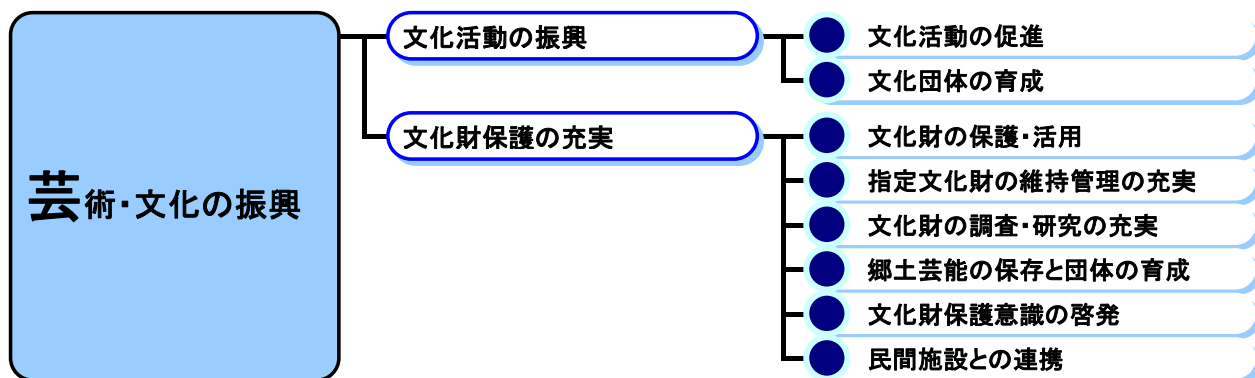 芸術・文化の振興
文化活動の振興
文化活動の促進
文化団体の育成
文化財保護の充実
文化財の保護・活用
指定文化財の維持管理の充実
文化財の調査・研究の充実
郷土芸能の保存と団体の育成
文化財保護意識の啓発
民間施設との連携